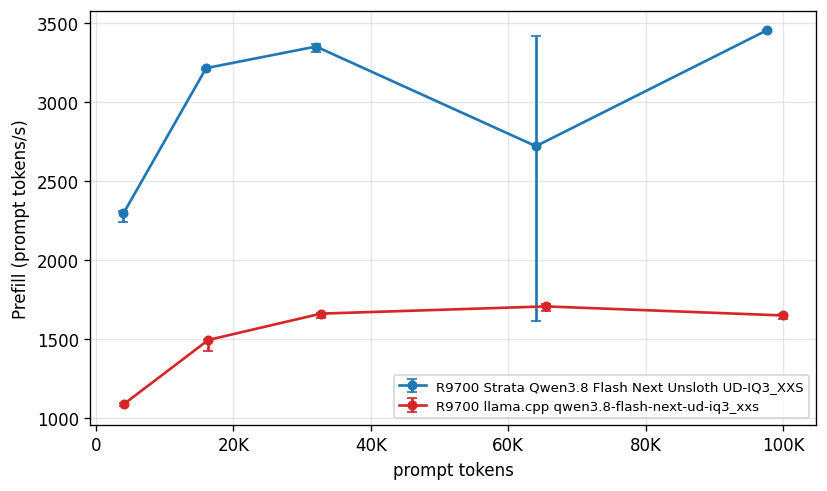 3500
3000
2500
2000
1500
1000
Prefill (prompt tokens/s)
R9700 Strata Qwen3.8 Flash Next Unsloth UD-IQ3_XXS
R9700 llama.cpp qwen3.8-flash-next-ud-iq3_xxs
0 20K 40K 60K 80K 100K
prompt tokens